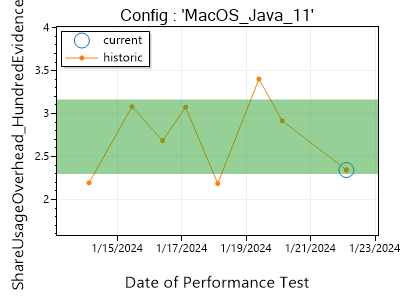 Config : 'MacOS_Java_11'
current
historic
4
3.5
3
2.5
2
ShareUsageOverhead_HundredEvidence
1/15/2024
1/17/2024
1/19/2024
1/21/2024
1/23/2024
Date of Performance Test